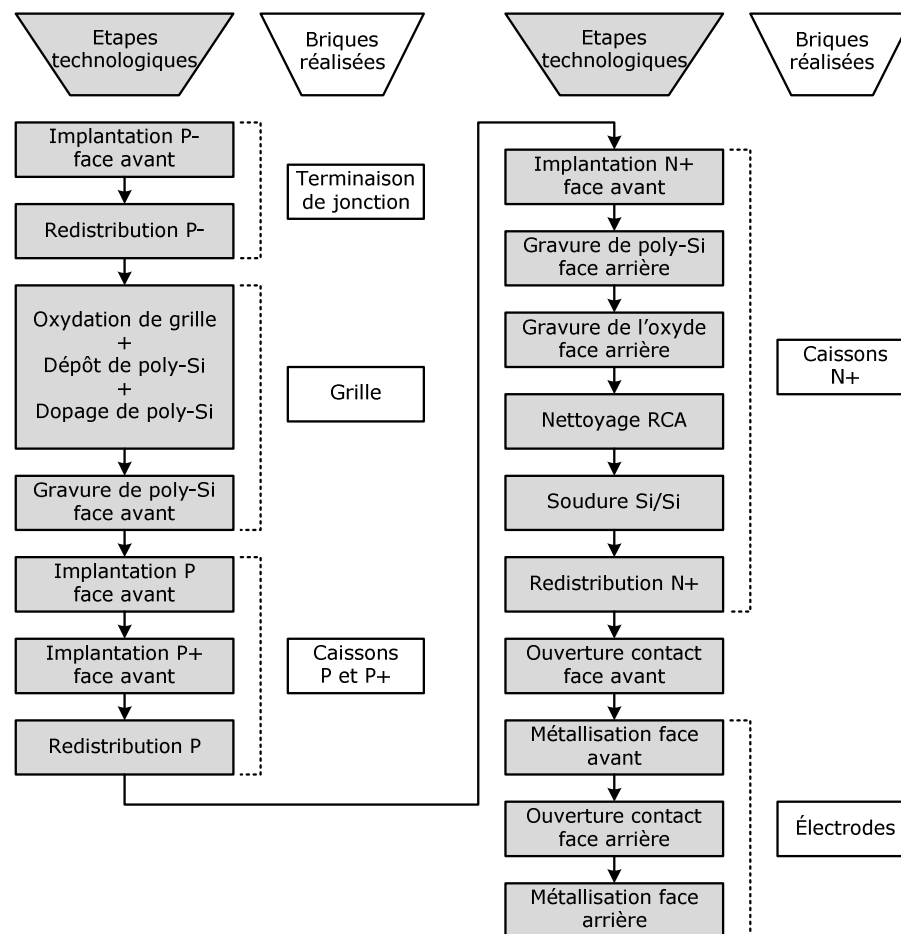 Etapes
technologiques
Briques
réalisées
Implantation P-
face avant
Redistribution P-
Terminaison
de jonction
Oxydation de grille
+
Dépôt de poly-Si
+
Dopage de poly-Si
Gravure de poly-Si
face avant
Grille
Implantation P
face avant
Implantation P+
face avant
Redistribution P
Caissons
P et P+
Etapes
technologiques
Briques
réalisées
Implantation N+
face avant
Gravure de poly-Si
face arrière
Gravure de l'oxyde
face arrière
Nettoyage RCA
Soudure Si/Si
Redistribution N+
Caissons
N+
Ouverture contact
face avant
Métallisation face
avant
Ouverture contact
face arrière
Métallisation face
arrière
Électrodes